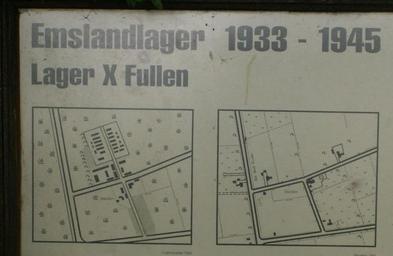 Emslandlager 1933 - 1945
Lager X Fullen